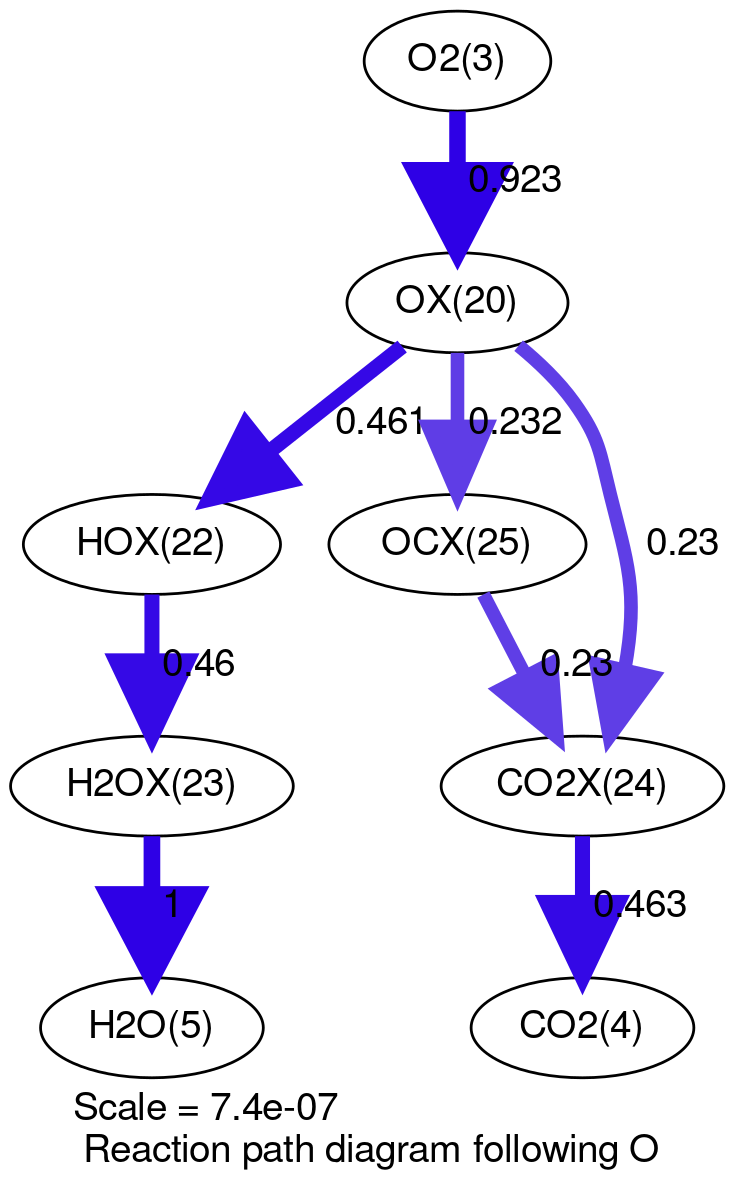 O2(3)
0.923
OX(20)
0.461
0.232
HOX(22)
OCX(25)
0.23
0.46
0.23
H2OX(23)
CO2X(24)
1
0.463
H2O(5)
CO2(4)
Scale = 7.4e-07
Reaction path diagram following O